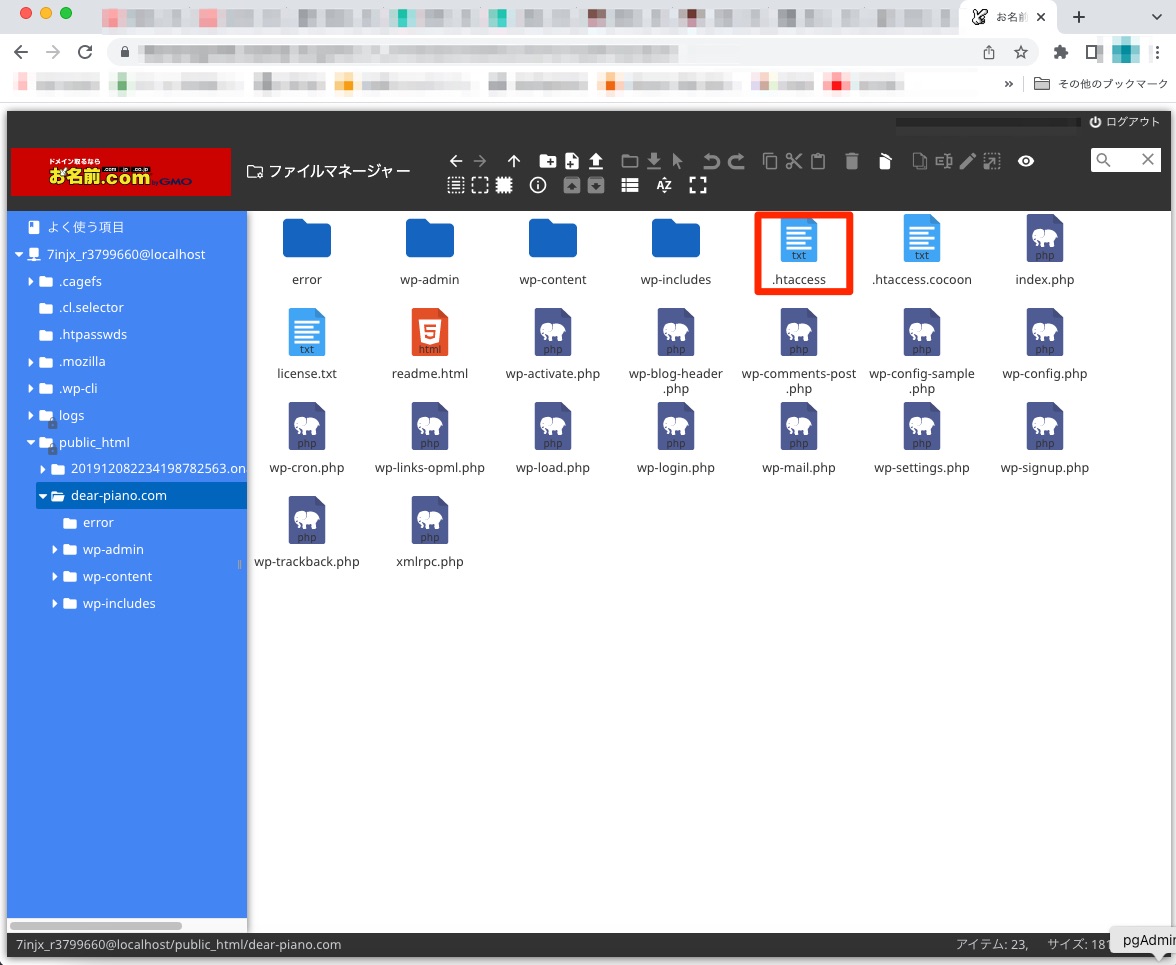 お名前
その他のブックマーク
ログアウト
ドメイン取るなら
お名前.com by GMO
ファイルマネージャー
よく使う項目
7injx_r3799660@localhost
.cagefs
.cl.selector
.htpasswds
.mozilla
.wp-cli
logs
public_html
201912082234198782563.ona
dear-piano.com
error
wp-admin
wp-content
wp-includes
error
wp-admin
wp-content
wp-includes
txt
.htaccess
txt
.htaccess.cocoon
php
index.php
txt
license.txt
html
readme.html
php
wp-activate.php
php
wp-blog-header
.php
php
wp-comments-post
.php
php
wp-config-sample
.php
php
wp-config.php
php
wp-cron.php
php
wp-links-opml.php
php
wp-load.php
php
wp-login.php
php
wp-mail.php
php
wp-settings.php
php
wp-signup.php
php
wp-trackback.php
php
xmlrpc.php
7injx_r3799660@localhost/public_html/dear-piano.com
アイテム: 23, サイズ: 181
pgAdmin